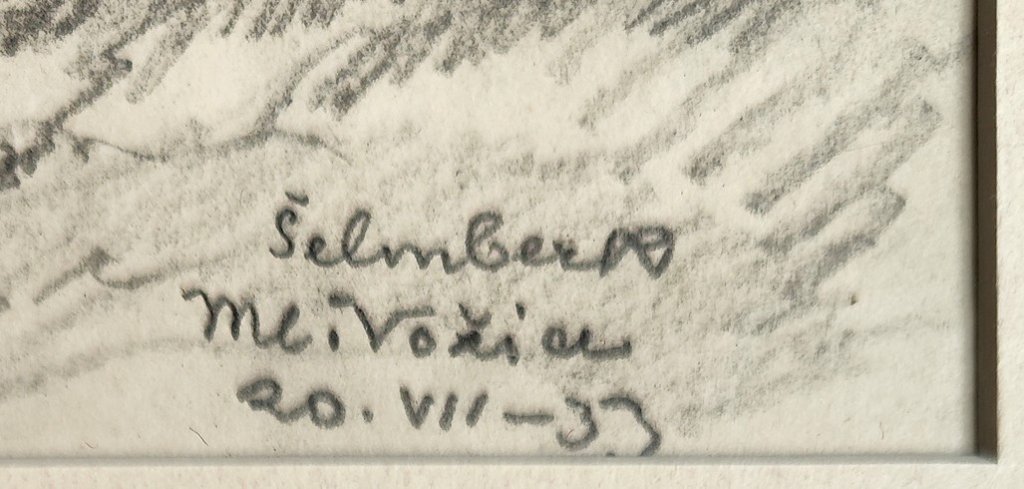 Šelmberk
Ml. Vožice
20. VII – 33